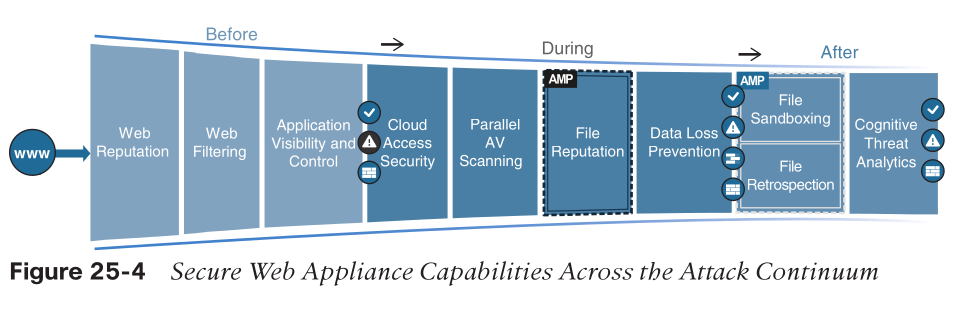 Before
During
After
www
Web
Reputation
Web
Filtering
Application
Visibility and
Control
Cloud
Access
Security
Parallel
AV
Scanning
AMP
File
Reputation
Data Loss
Prevention
AMP
File
Sandboxing
File
Retrospection
Cognitive
Threat
Analytics
Figure 25-4 Secure Web Appliance Capabilities Across the Attack Continuum